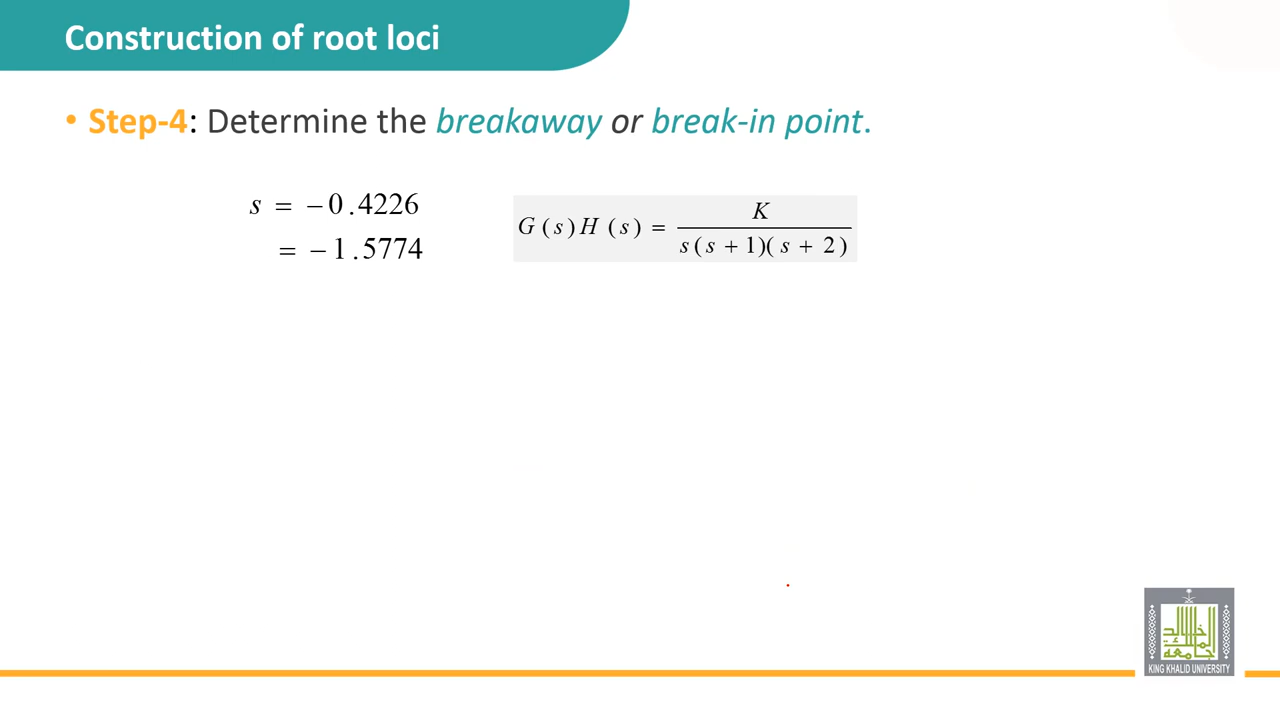 Construction of root loci
• Step-4: Determine the breakaway or break-in point.
s = −0.4226
= −1.5774
G(s)H(s) = K / s(s + 1)(s + 2)
KING KHALID UNIVERSITY